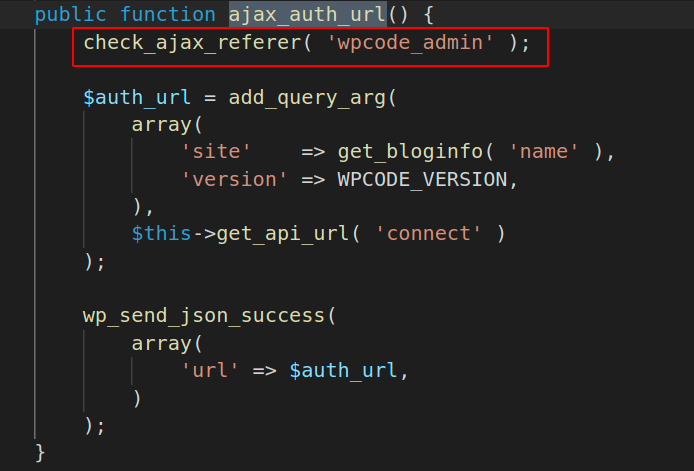 public function ajax_auth_url() {
check_ajax_referer( 'wpcode_admin' );
$auth_url = add_query_arg(
array(
'site'    => get_bloginfo( 'name' ),
'version' => WPCODE_VERSION,
),
$this->get_api_url( 'connect' )
);
wp_send_json_success(
array(
'url' => $auth_url,
)
);
}